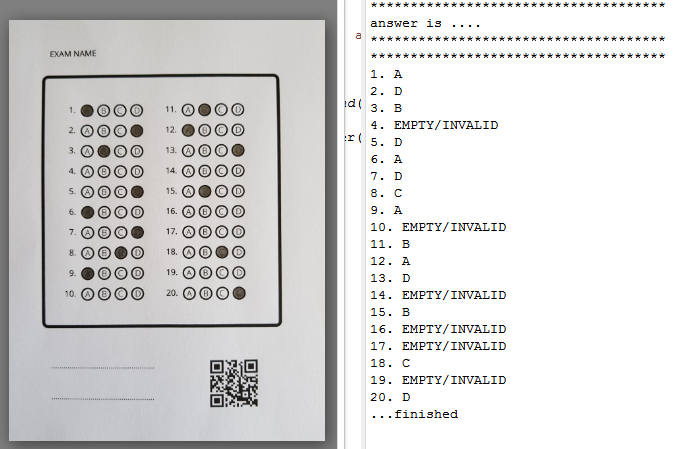 EXAM NAME
1. A B C D
2. A B C
3. A C D
4. A B C D
5. A B C
6. B C D
7. A B C
8. A B D
9. B C D
10. A B C D
11. A C D
12. B C D
13. A B C
14. A B C D
15. A C D
16. A B C D
17. A B C D
18. A B D
19. A B C D
20. A B C
a
nd(
er(
*************************************
answer is ....
*************************************
*************************************
1. A
2. D
3. B
4. EMPTY/INVALID
5. D
6. A
7. D
8. C
9. A
10. EMPTY/INVALID
11. B
12. A
13. D
14. EMPTY/INVALID
15. B
16. EMPTY/INVALID
17. EMPTY/INVALID
18. C
19. EMPTY/INVALID
20. D
...finished